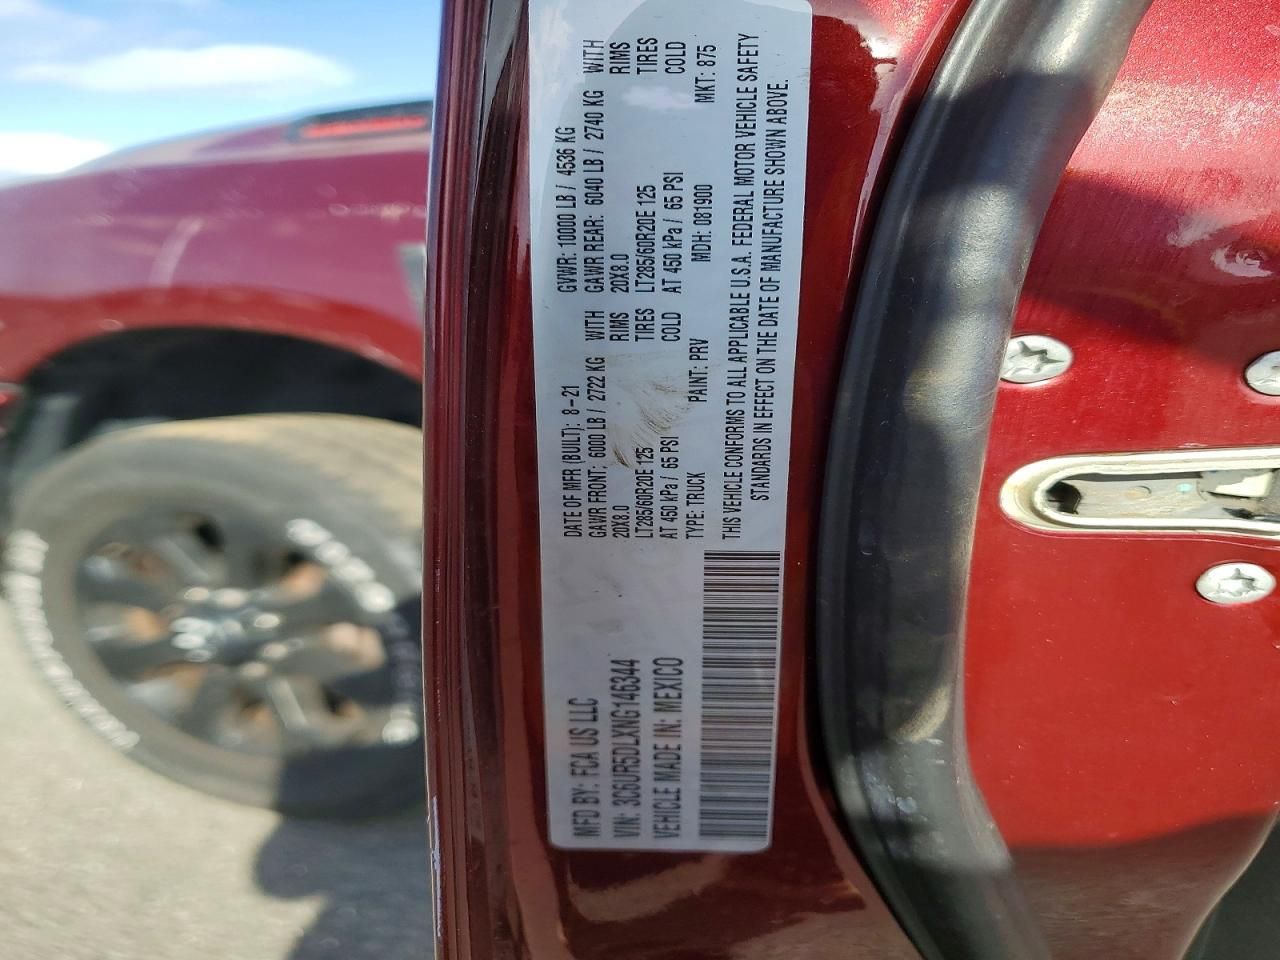 MFD BY: FCA US LLC
DATE OF MFR (BUILT): 8-21
GVWR: 10000 LB / 4536 KG
VIN: 3C6UR5DLXNG146344
GAWR FRONT: 6000 LB / 2722 KG WITH
GAWR REAR: 6040 LB / 2740 KG WITH
20X8.0 RIMS
20X8.0 RIMS
VEHICLE MADE IN: MEXICO
LT285/60R20E 125 TIRES
LT285/60R20E 125 TIRES
AT 450 kPa / 65 PSI COLD
AT 450 kPa / 65 PSI COLD
TYPE: TRUCK PAINT: PRV MDH: 081900 MKT: 875
THIS VEHICLE CONFORMS TO ALL APPLICABLE U.S.A. FEDERAL MOTOR VEHICLE SAFETY
STANDARDS IN EFFECT ON THE DATE OF MANUFACTURE SHOWN ABOVE.